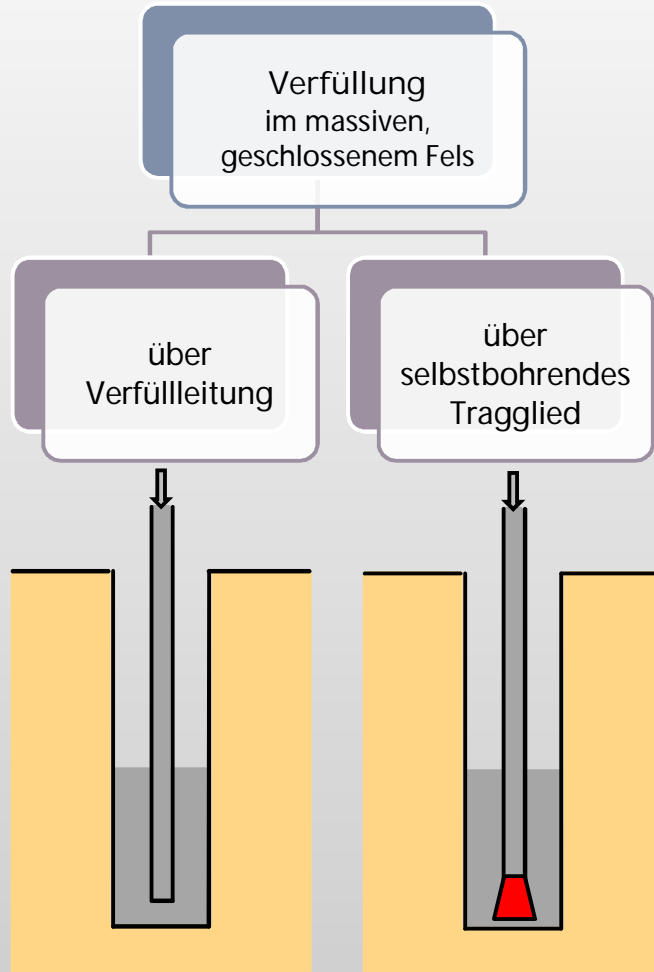 Verfüllung
im massiven,
geschlossenem Fels
über
Verfüllleitung
über
selbstbohrendes
Tragglied